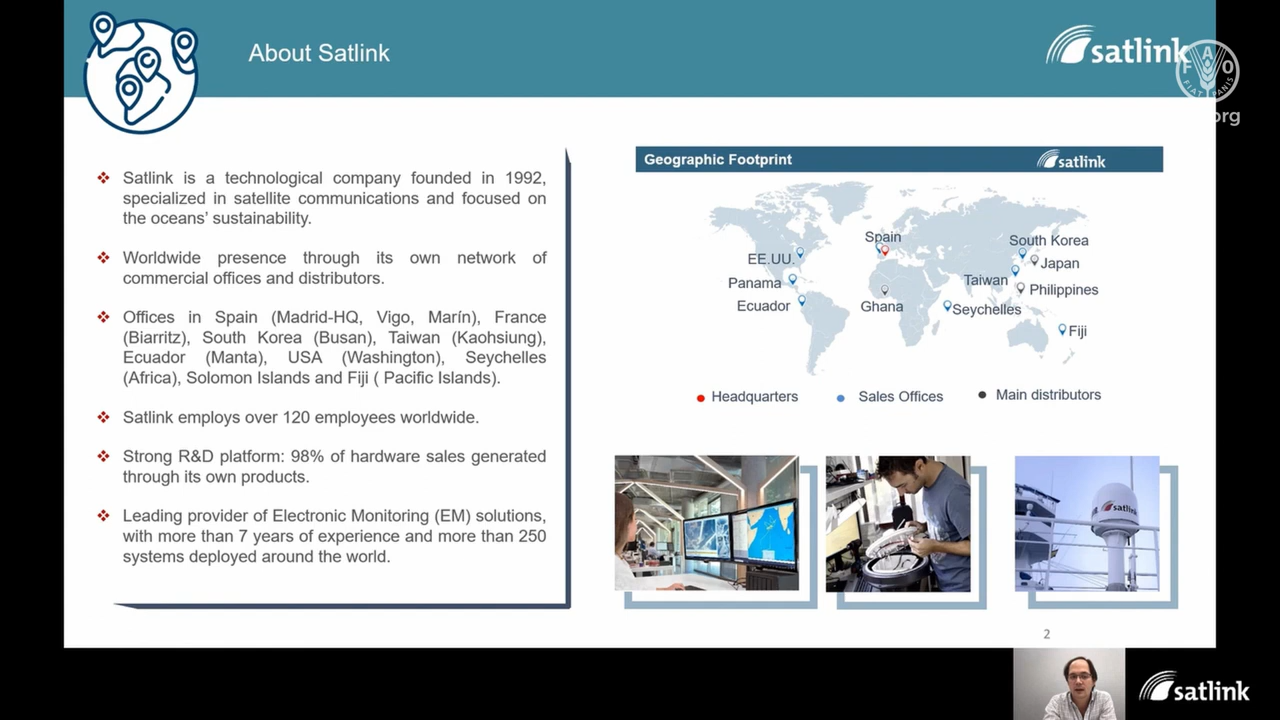 About Satlink
satlink
F A O
FIAT PANIS
org
Satlink is a technological company founded in 1992,
specialized in satellite communications and focused on
the oceans' sustainability.
Worldwide presence through its own network of
commercial offices and distributors.
Offices in Spain (Madrid-HQ, Vigo, Marín), France
(Biarritz), South Korea (Busan), Taiwan (Kaohsiung),
Ecuador (Manta), USA (Washington), Seychelles
(Africa), Solomon Islands and Fiji ( Pacific Islands).
Satlink employs over 120 employees worldwide.
Strong R&D platform: 98% of hardware sales generated
through its own products.
Leading provider of Electronic Monitoring (EM) solutions,
with more than 7 years of experience and more than 250
systems deployed around the world.
Geographic Footprint
satlink
Spain
South Korea
EE.UU.
Japan
Panama
Taiwan
Philippines
Ecuador
Ghana
Seychelles
Fiji
Headquarters
Sales Offices
Main distributors
satlink
2
satlink